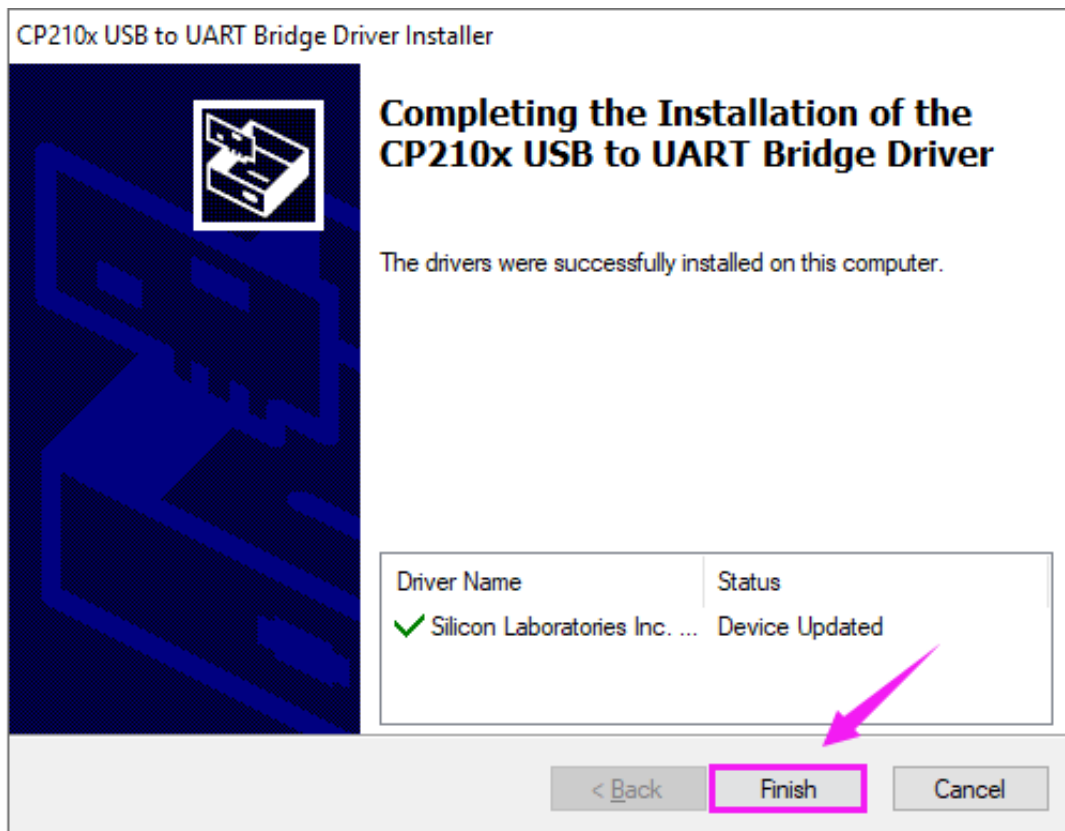 CP210x USB to UART Bridge Driver Installer
Completing the Installation of the
CP210x USB to UART Bridge Driver
The drivers were successfully installed on this computer.
Driver Name Status
Silicon Laboratories Inc. ... Device Updated
< Back Finish Cancel